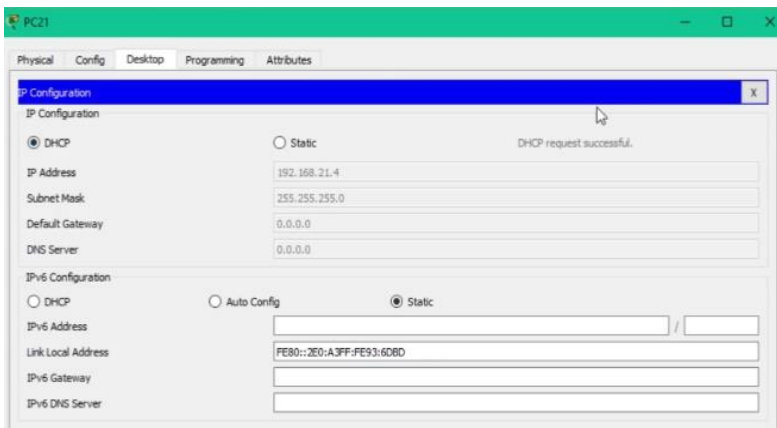 PC21
Physical Config Desktop Programming Attributes
IP Configuration X
IP Configuration
DHCP Static DHCP request successful.
IP Address 192.168.21.4
Subnet Mask 255.255.255.0
Default Gateway 0.0.0.0
DNS Server 0.0.0.0
IPv6 Configuration
DHCP Auto Config Static
IPv6 Address /
Link Local Address FE80::2E0:A3FF:FE93:6DBD
IPv6 Gateway
IPv6 DNS Server